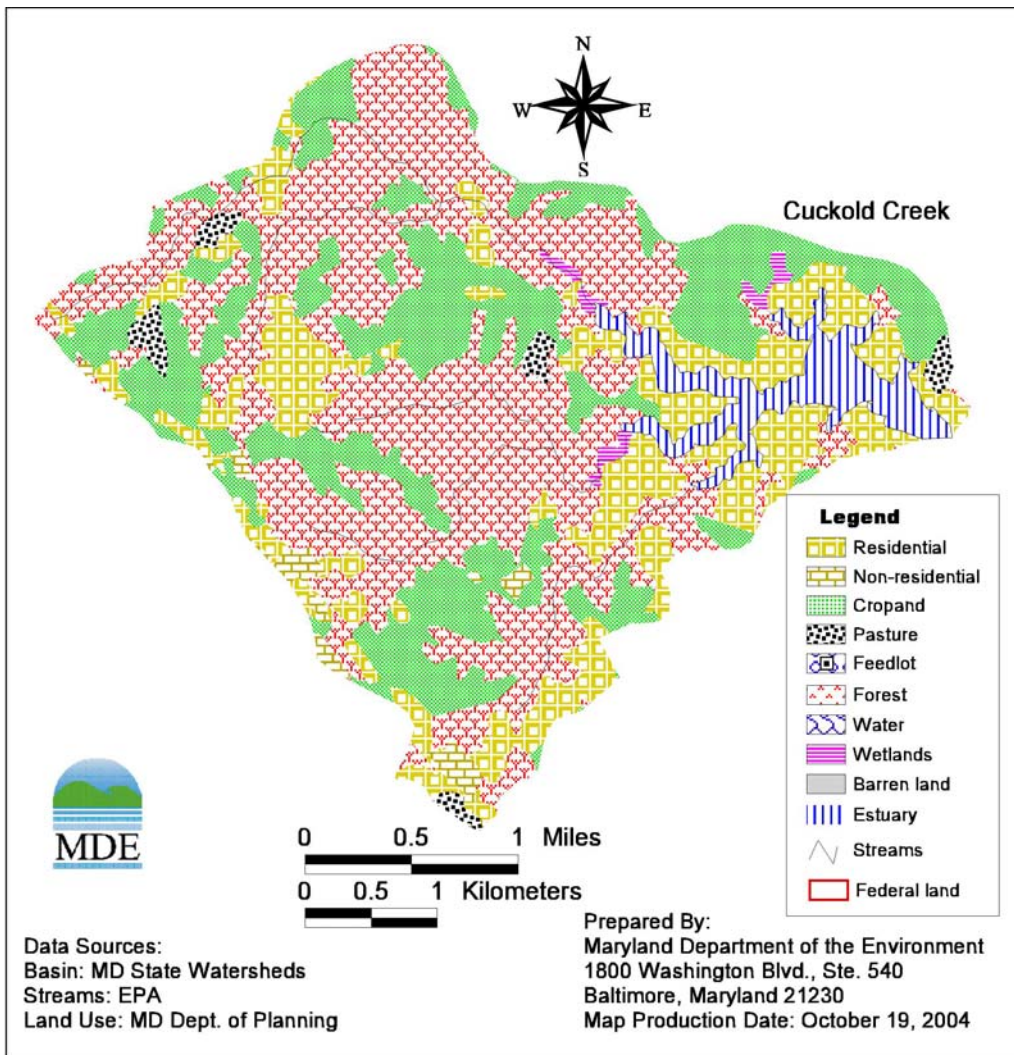 N
W E
S
Cuckold Creek
Legend
Residential
Non-residential
Cropand
Pasture
Feedlot
Forest
Water
Wetlands
Barren land
Estuary
Streams
Federal land
MDE
0 0.5 1 Miles
0 0.5 1 Kilometers
Data Sources:
Basin: MD State Watersheds
Streams: EPA
Land Use: MD Dept. of Planning
Prepared By:
Maryland Department of the Environment
1800 Washington Blvd., Ste. 540
Baltimore, Maryland 21230
Map Production Date: October 19, 2004